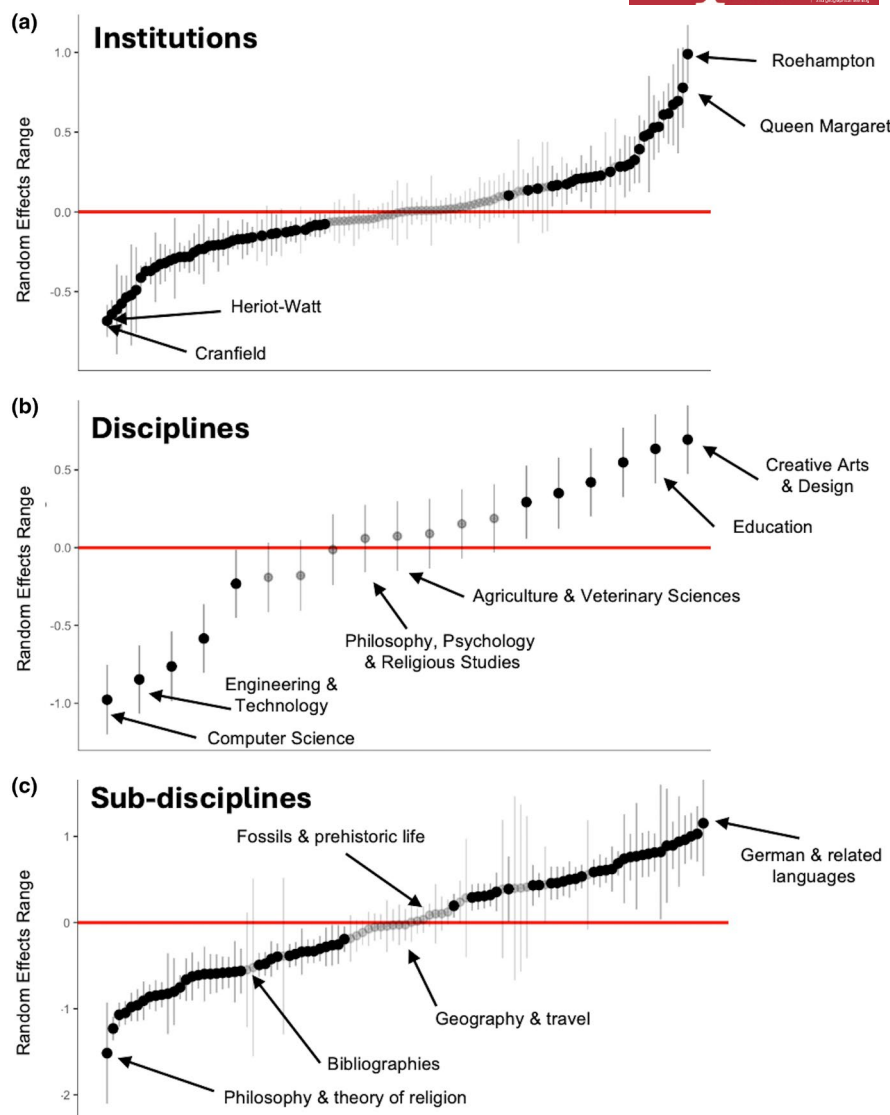 (a)
Institutions
Random Effects Range
1.0
0.5
0.0
-0.5
Roehampton
Queen Margaret
Heriot-Watt
Cranfield
(b)
Disciplines
Random Effects Range
0.5
0.0
-0.5
-1.0
Creative Arts
& Design
Education
Agriculture & Veterinary Sciences
Philosophy, Psychology
& Religious Studies
Engineering &
Technology
Computer Science
(c)
Sub-disciplines
Random Effects Range
1
0
-1
-2
Fossils & prehistoric life
German & related
languages
Geography & travel
Bibliographies
Philosophy & theory of religion